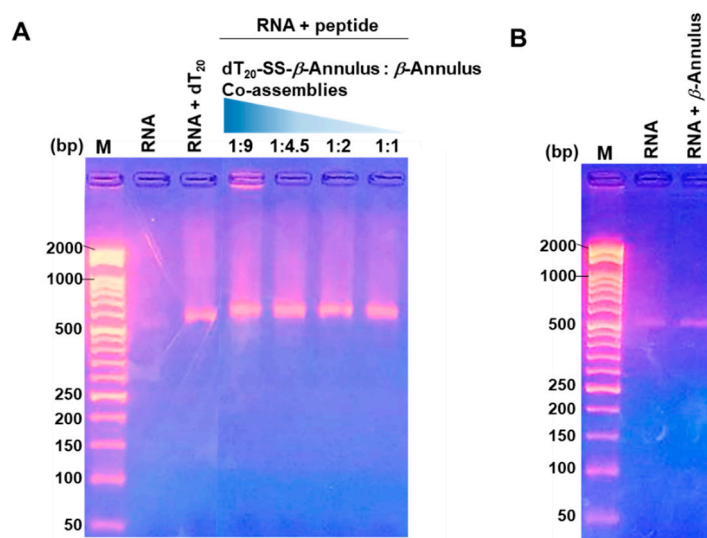 A
RNA + peptide
dT20-SS-β-Annulus : β-Annulus
Co-assemblies
(bp) M RNA RNA + dT20 1:9 1:4.5 1:2 1:1
2000
1000
500
250
200
150
100
50
B
(bp) M RNA RNA + β-Annulus
2000
1000
500
250
200
150
100
50